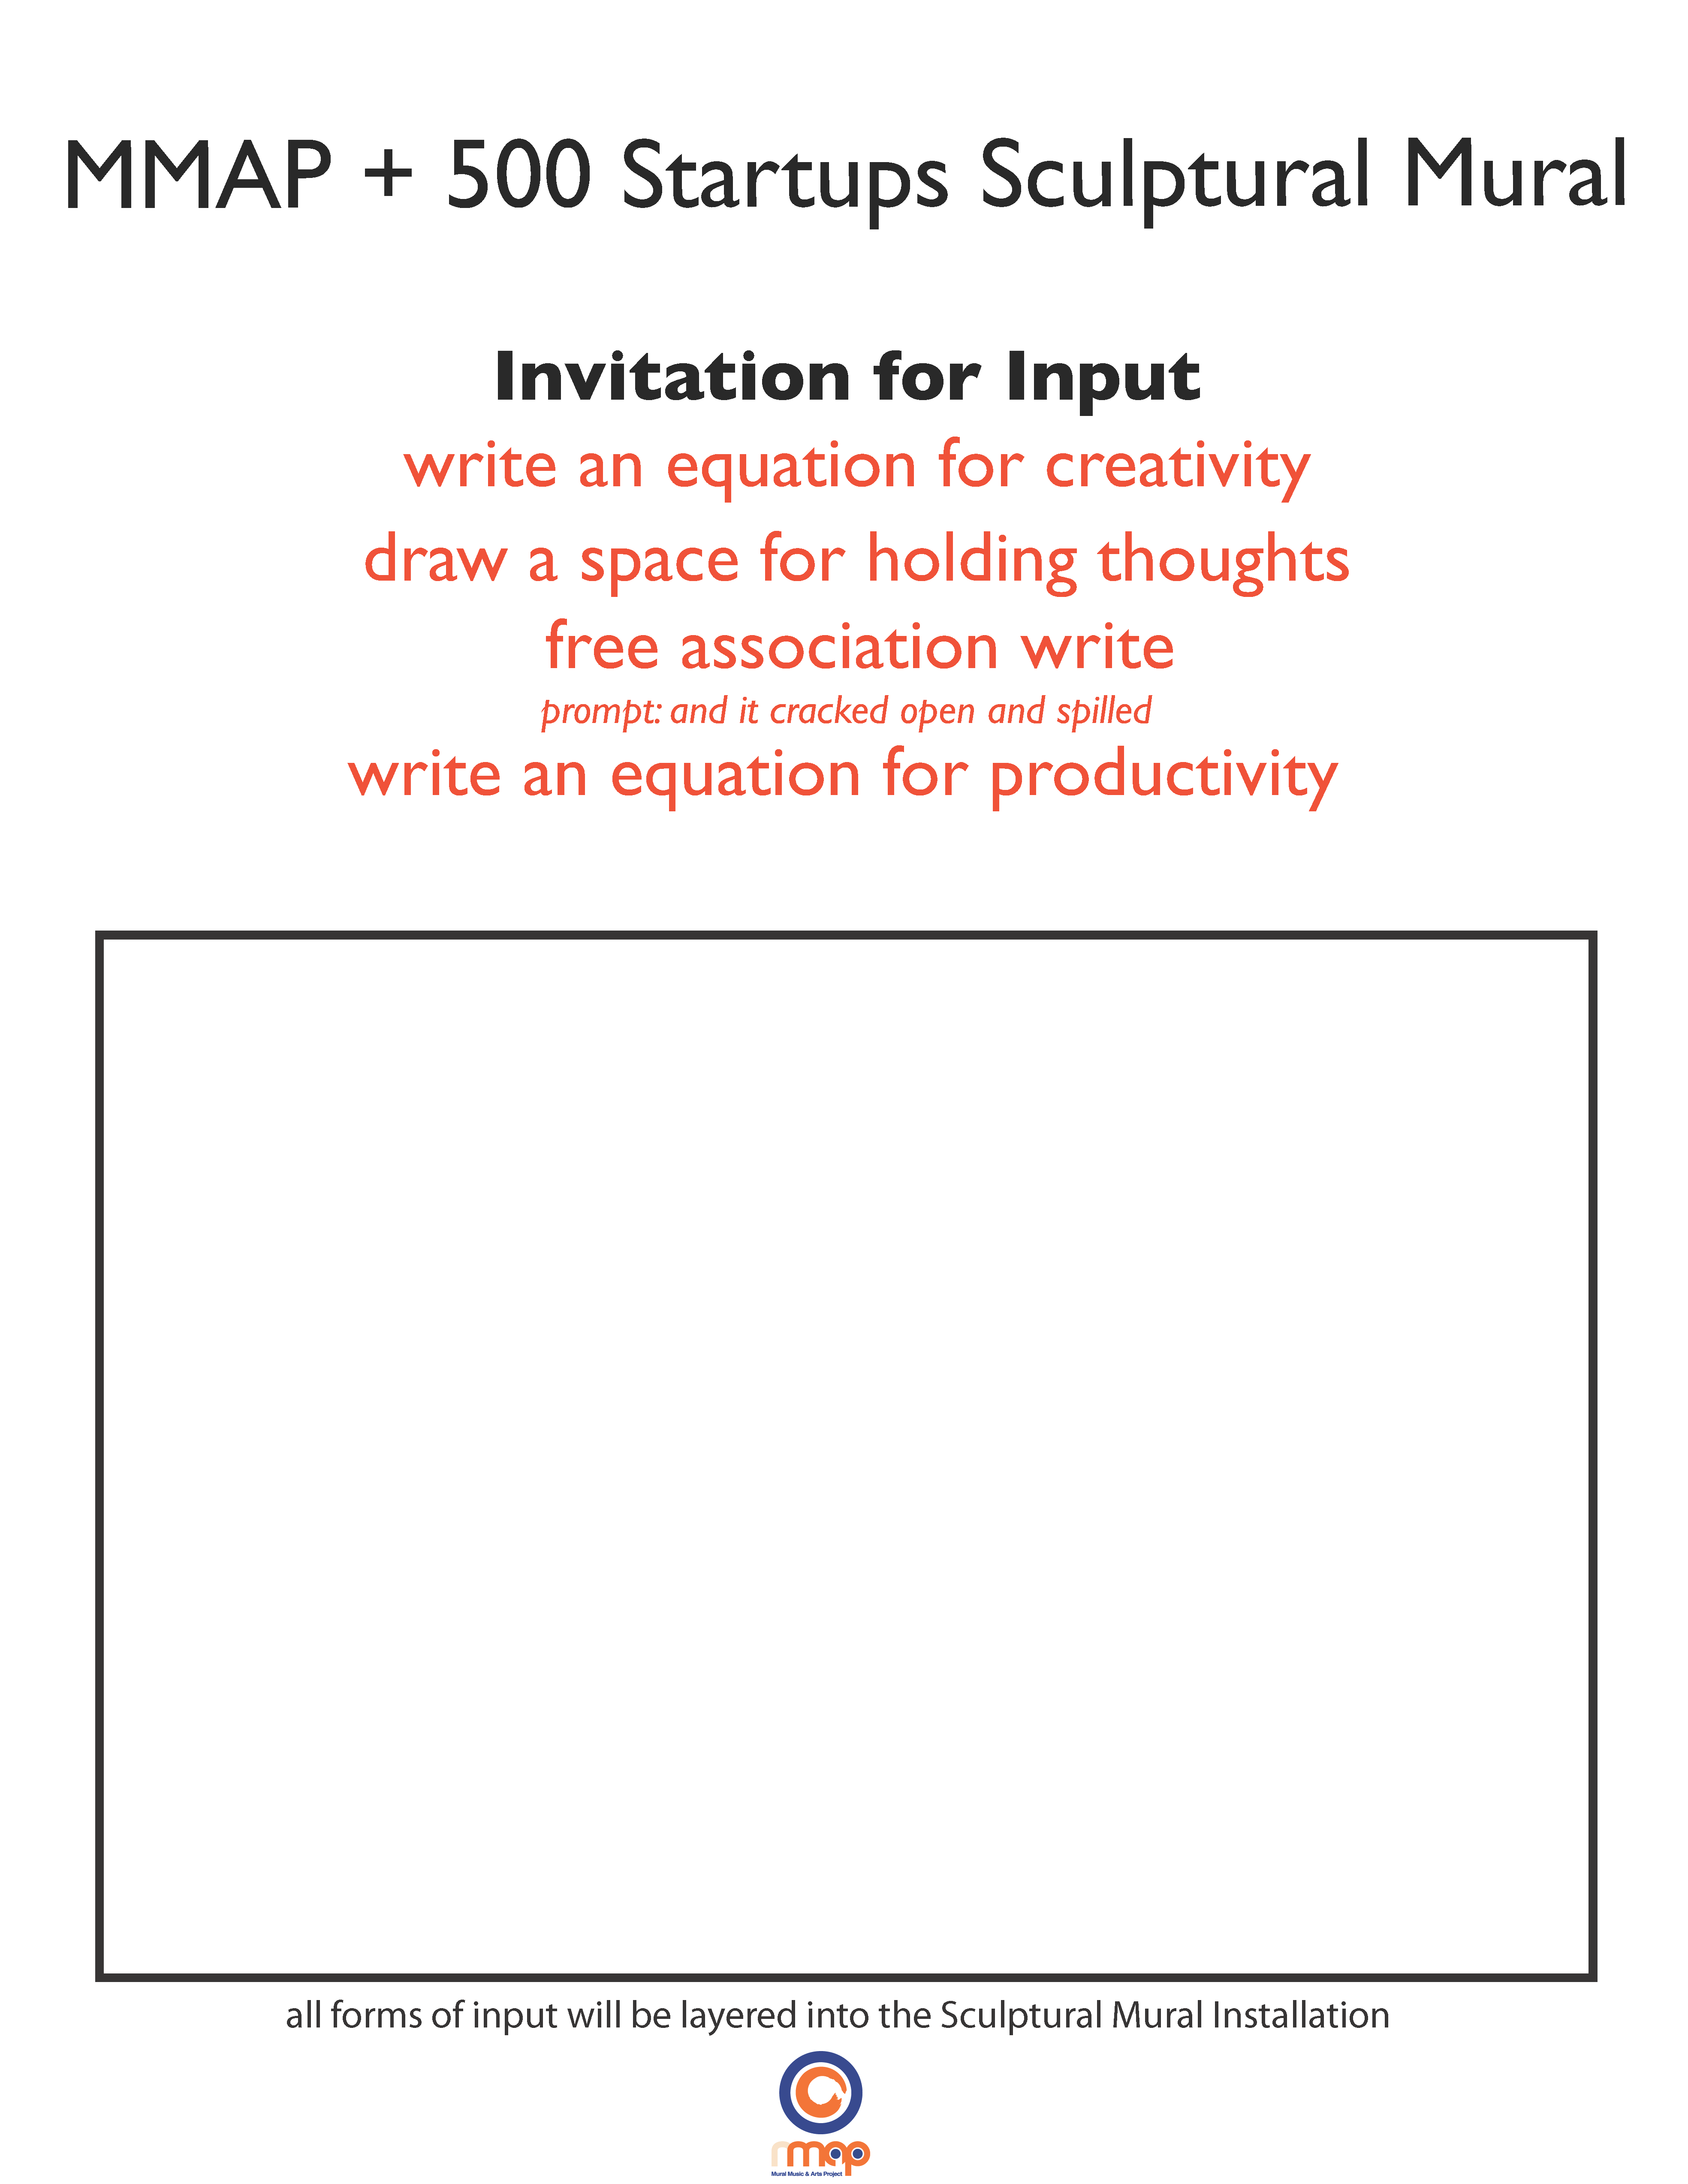 MMAP + 500 Startups Sculptural Mural
Invitation for Input
write an equation for creativity
draw a space for holding thoughts
free association write
prompt: and it cracked open and spilled
write an equation for productivity
all forms of input will be layered into the Sculptural Mural Installation
mmap
Mural Music & Arts Project